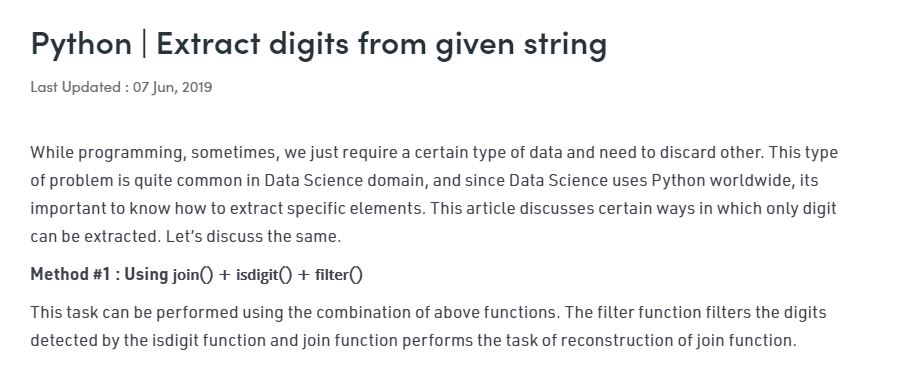 Python | Extract digits from given string
Last Updated : 07 Jun, 2019
While programming, sometimes, we just require a certain type of data and need to discard other. This type
of problem is quite common in Data Science domain, and since Data Science uses Python worldwide, its
important to know how to extract specific elements. This article discusses certain ways in which only digit
can be extracted. Let's discuss the same.
Method #1 : Using join() + isdigit() + filter()
This task can be performed using the combination of above functions. The filter function filters the digits
detected by the isdigit function and join function performs the task of reconstruction of join function.